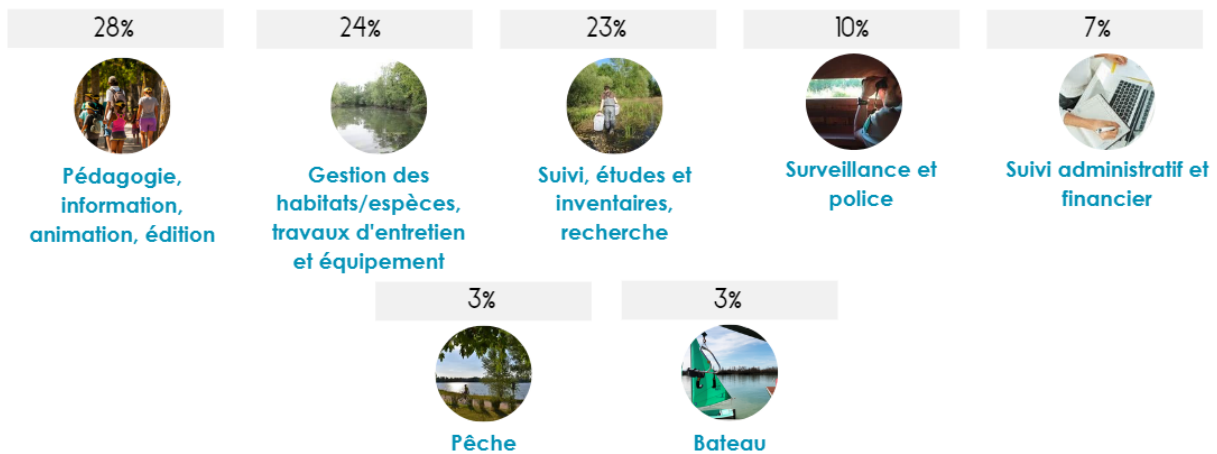 28%
24%
23%
10%
7%
Pédagogie,
information,
animation, édition
Gestion des
habitats/espèces,
travaux d'entretien
et équipement
Suivi, études et
inventaires,
recherche
Surveillance et
police
Suivi administratif et
financier
3%
3%
Pêche
Bateau